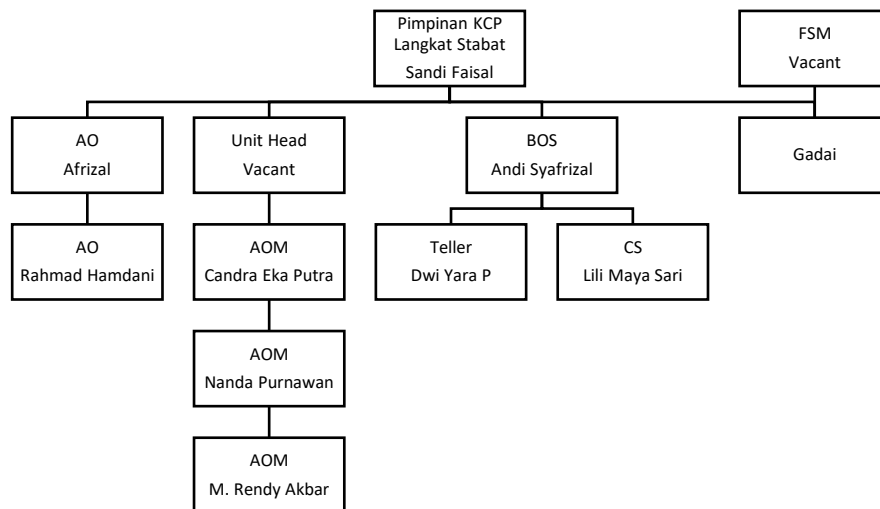 Pimpinan KCP
Langkat Stabat
Sandi Faisal
FSM
Vacant
AO
Afrizal
Unit Head
Vacant
BOS
Andi Syafrizal
Gadai
AO
Rahmad Hamdani
AOM
Candra Eka Putra
Teller
Dwi Yara P
CS
Lili Maya Sari
AOM
Nanda Purnawan
AOM
M. Rendy Akbar